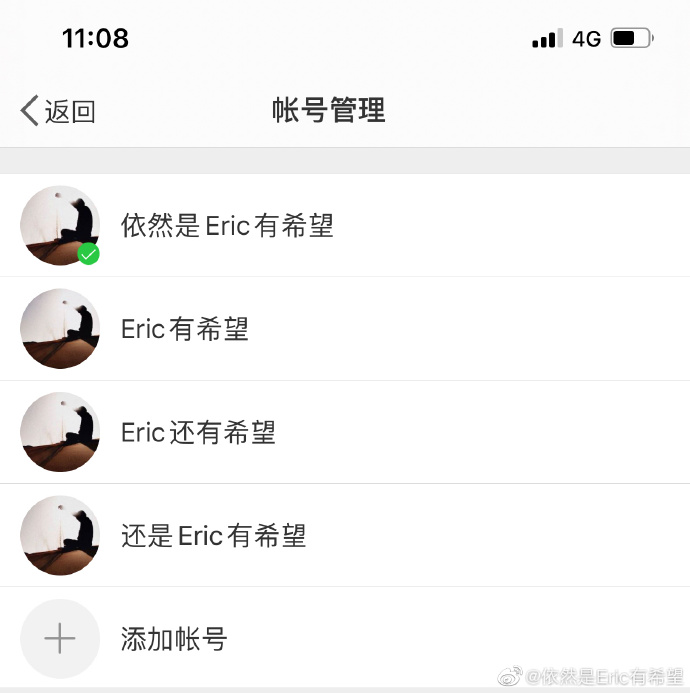 11:08
4G
返回
帐号管理
依然是Eric有希望
Eric有希望
Eric还有希望
还是Eric有希望
添加帐号
@依然是Eric有希望